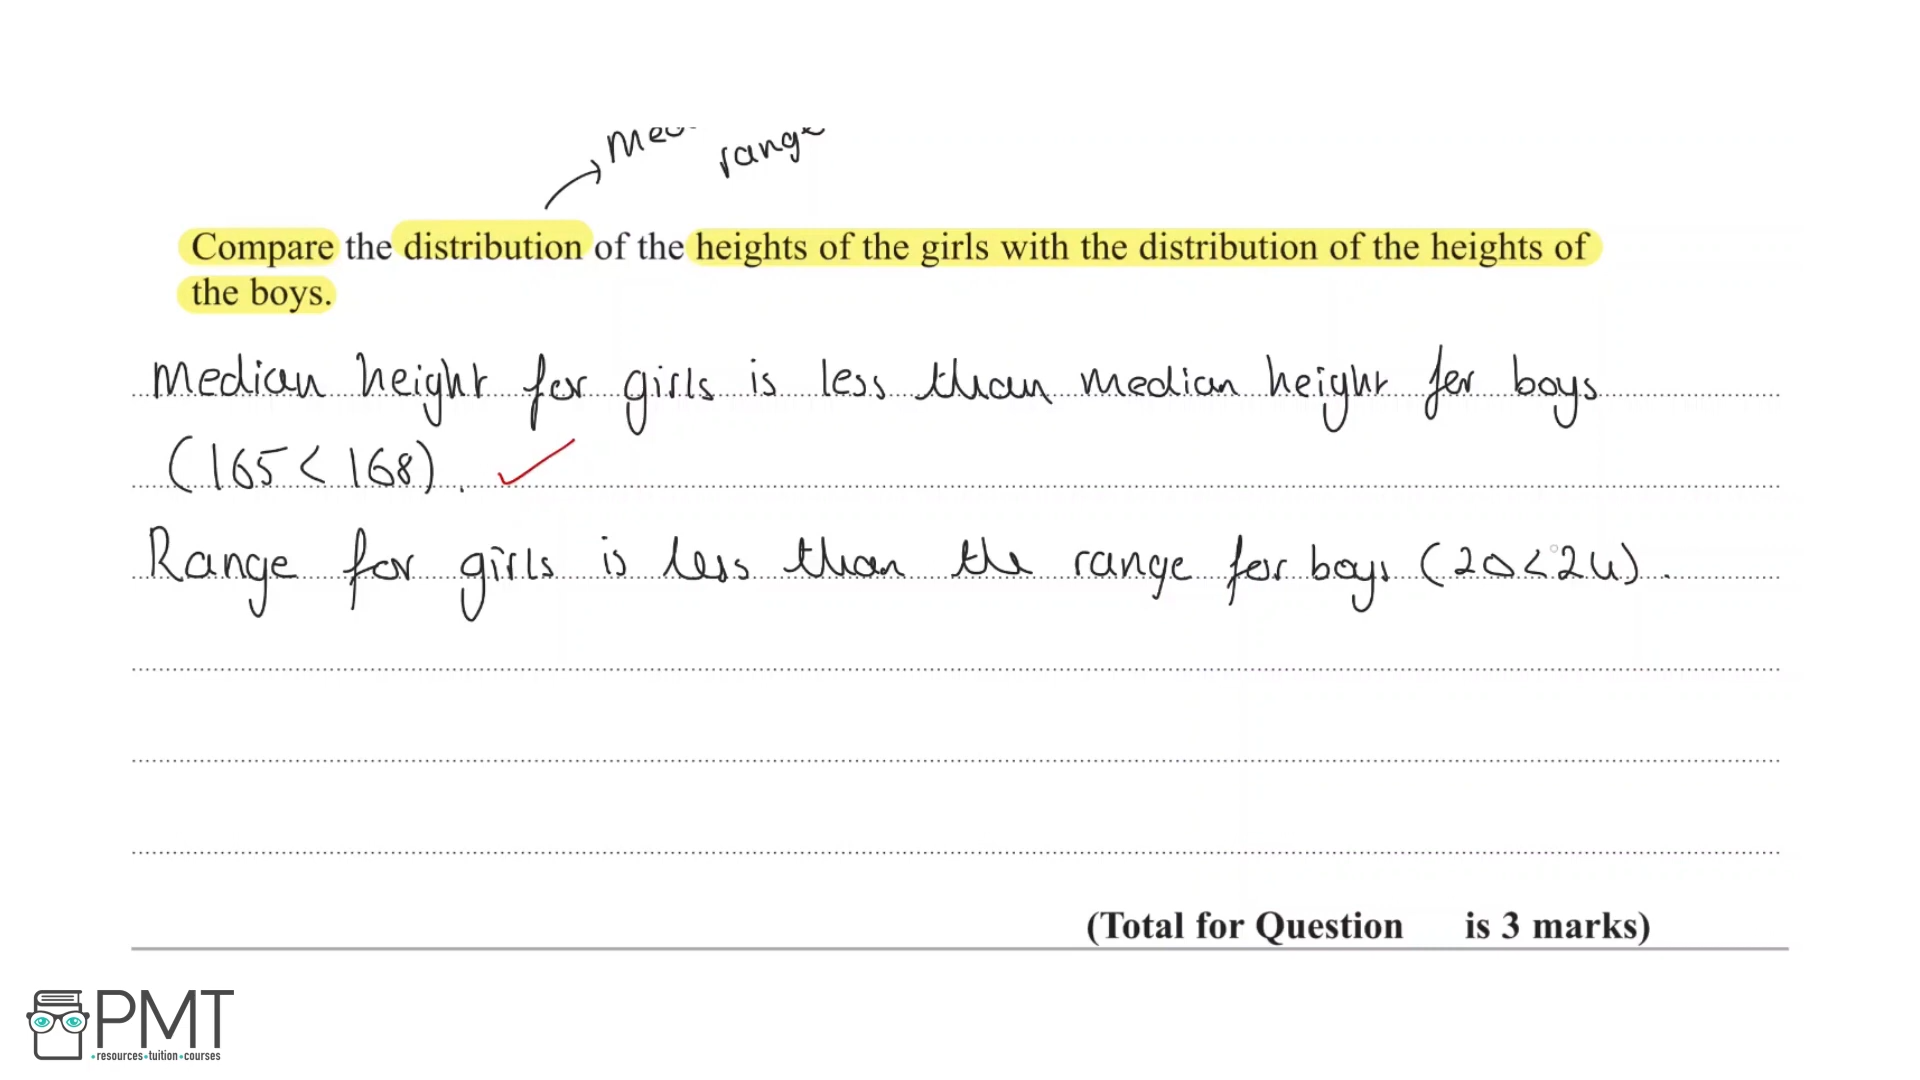 range
Compare the distribution of the heights of the girls with the distribution of the heights of
the boys.
Median height for girls is less than median height for boys
(165 < 168).
Range for girls is less than the range for boys (20 < 24).
(Total for Question is 3 marks)
PMT
•resources•tuition•courses